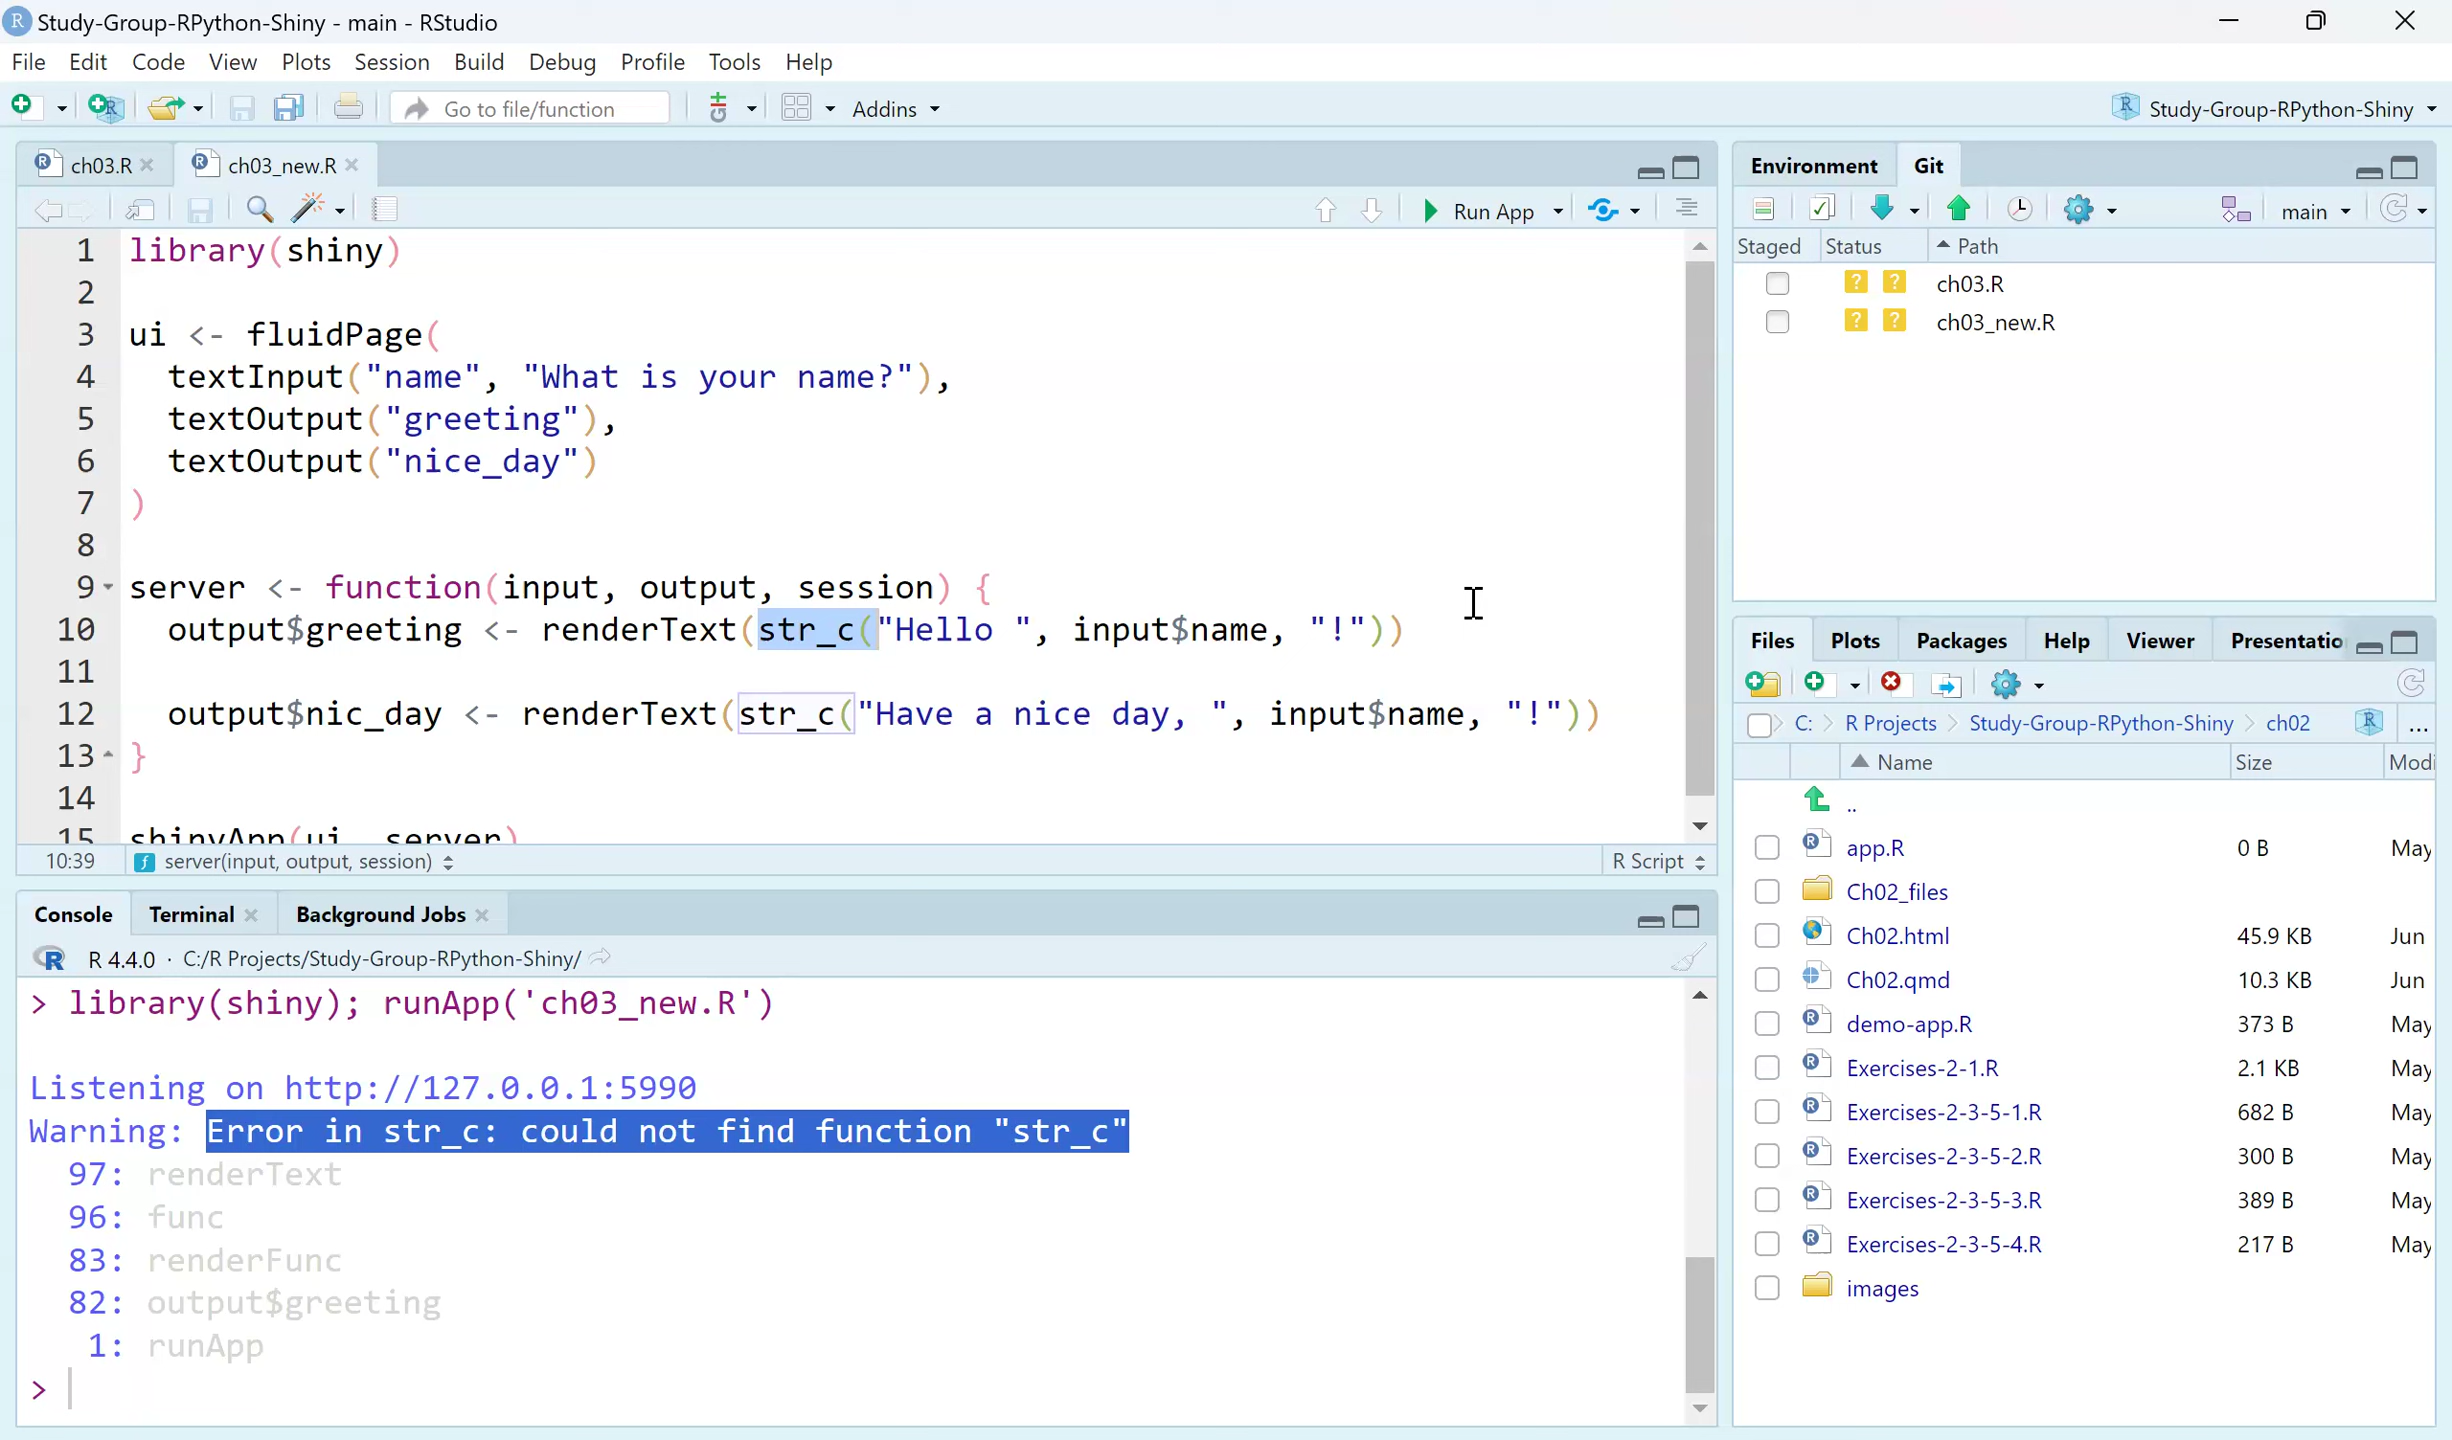 Study-Group-RPython-Shiny - main - RStudio
File Edit Code View Plots Session Build Debug Profile Tools Help
Go to file/function
Addins
Study-Group-RPython-Shiny
ch03.R
ch03_new.R
Run App
1 library(shiny)
2
3 ui <- fluidPage(
4 textInput("name", "What is your name?"),
5 textOutput("greeting"),
6 textOutput("nice_day")
7 )
8
9 server <- function(input, output, session) {
10 output$greeting <- renderText(str_c("Hello ", input$name, "!"))
11
12 output$nic_day <- renderText(str_c("Have a nice day, ", input$name, "!"))
13 }
14
15 shinyApp(ui, server)
10:39 server(input, output, session) R Script
Console Terminal Background Jobs
R 4.4.0 · C:/R Projects/Study-Group-RPython-Shiny/
> library(shiny); runApp('ch03_new.R')
Listening on http://127.0.0.1:5990
Warning: Error in str_c: could not find function "str_c"
97: renderText
96: func
83: renderFunc
82: output$greeting
1: runApp
>
Environment Git
main
Staged Status Path
? ? ch03.R
? ? ch03_new.R
Files Plots Packages Help Viewer Presentatio
C: R Projects Study-Group-RPython-Shiny ch02 ...
Name Size Modi
..
app.R 0 B May
Ch02_files
Ch02.html 45.9 KB Jun
Ch02.qmd 10.3 KB Jun
demo-app.R 373 B May
Exercises-2-1.R 2.1 KB May
Exercises-2-3-5-1.R 682 B May
Exercises-2-3-5-2.R 300 B May
Exercises-2-3-5-3.R 389 B May
Exercises-2-3-5-4.R 217 B May
images